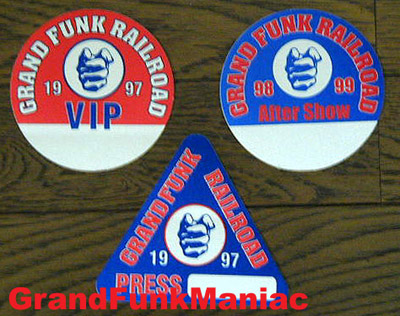 GRAND FUNK RAILROAD
19 97
VIP
GRAND FUNK RAILROAD
98 99
After Show
GRAND FUNK RAILROAD
19 97
PRESS
GrandFunkManiac